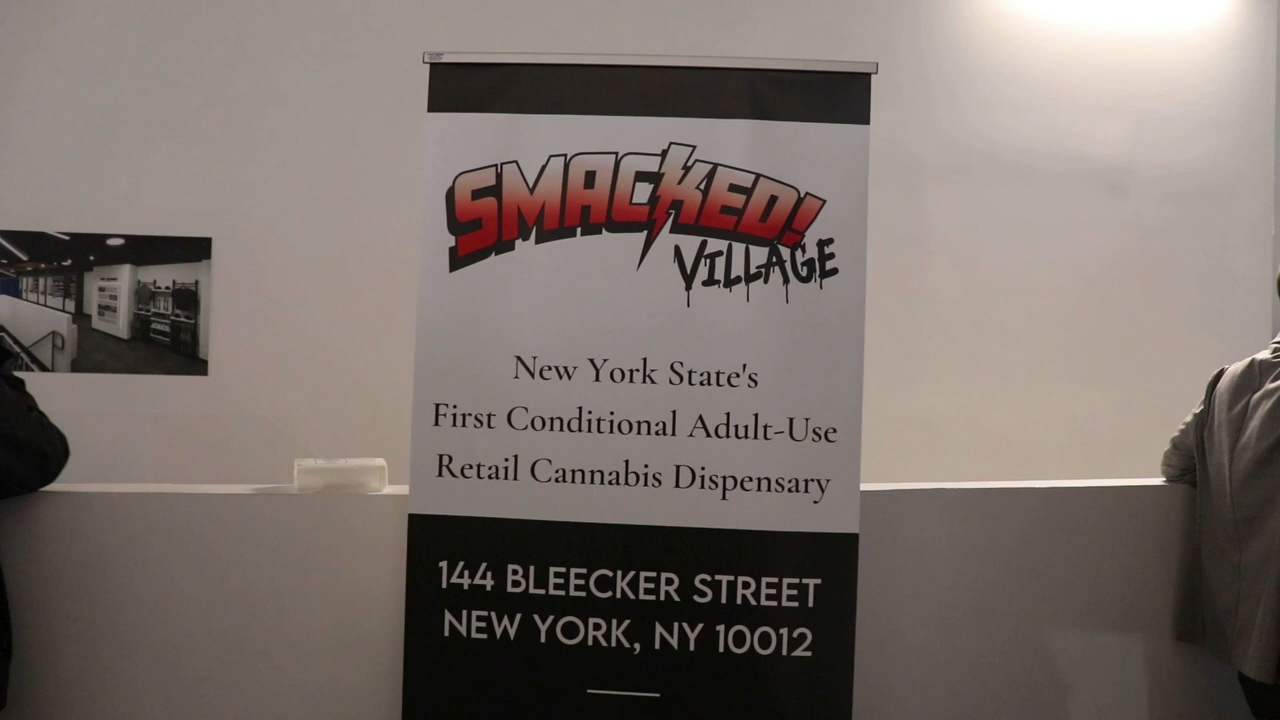 SMACKED!
VILLAGE
New York State's
First Conditional Adult-Use
Retail Cannabis Dispensary
144 BLEECKER STREET
NEW YORK, NY 10012